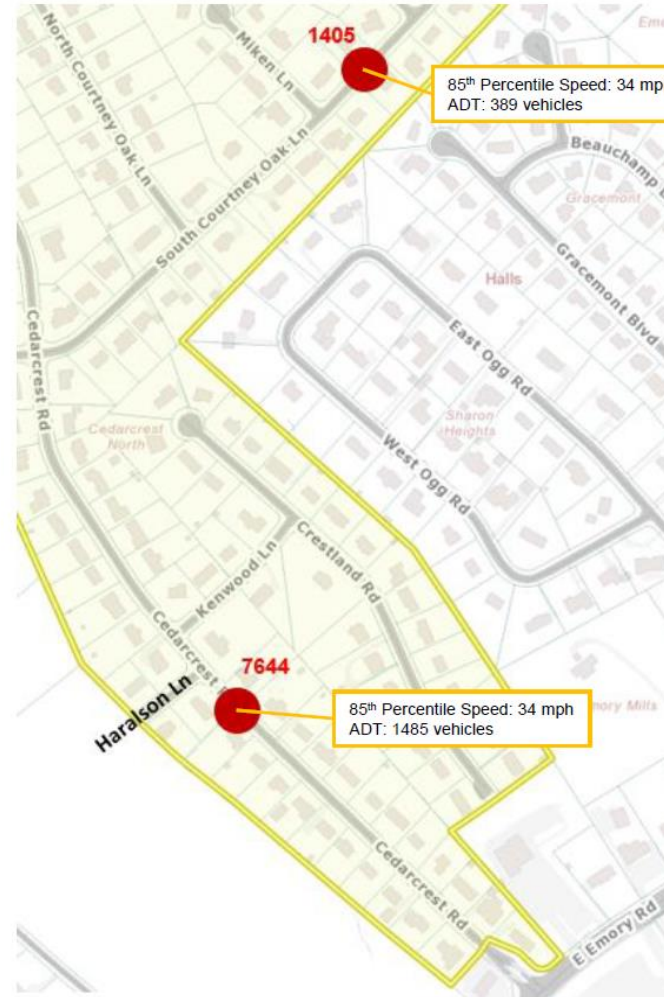 1405
85th Percentile Speed: 34 mp
ADT: 389 vehicles
North Courtney Oak Ln
Miken Ln
South Courtney Oak Ln
Beauchamp
Gracemont
Gracemont Blvd
Halls
East Ogg Rd
Cedarcrest Rd
Cedarcrest
North
Sharon
Heights
West Ogg Rd
Crestland Rd
Kenwood Ln
Cedarcrest
7644
Haralson Ln
85th Percentile Speed: 34 mph
ADT: 1485 vehicles
mory Mills
Cedarcrest Rd
E Emory Rd